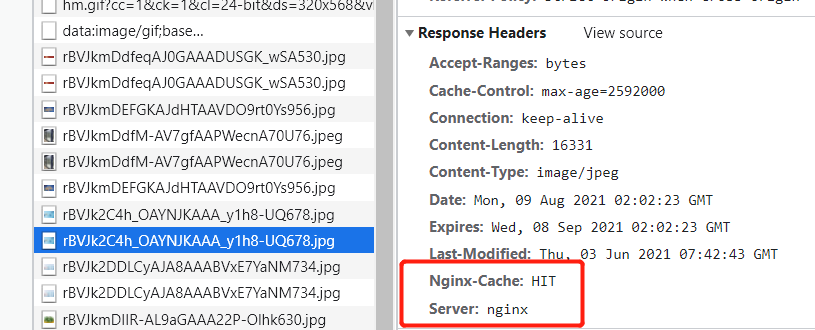 hm.gif?cc=1&ck=1&cl=24-bit&ds=320x568&vl
data:image/gif;base...
rBVJkmDdfeqAJ0GAAADUSGK_wSA530.jpg
rBVJkmDdfeqAJ0GAAADUSGK_wSA530.jpg
rBVJkmDEFGKAJdHTAAVDO9rt0Ys956.jpg
rBVJkmDdfM-AV7gfAAPWecnA70U76.jpeg
rBVJkmDdfM-AV7gfAAPWecnA70U76.jpeg
rBVJkmDEFGKAJdHTAAVDO9rt0Ys956.jpg
rBVJk2C4h_OAYNJKAAA_y1h8-UQ678.jpg
rBVJk2C4h_OAYNJKAAA_y1h8-UQ678.jpg
rBVJk2DDLCyAJA8AAABVxE7YaNM734.jpg
rBVJk2DDLCyAJA8AAABVxE7YaNM734.jpg
rBVJkmDIIR-AL9aGAAA22P-Olhk630.jpg
Response Headers View source
Accept-Ranges: bytes
Cache-Control: max-age=2592000
Connection: keep-alive
Content-Length: 16331
Content-Type: image/jpeg
Date: Mon, 09 Aug 2021 02:02:23 GMT
Expires: Wed, 08 Sep 2021 02:02:23 GMT
Last-Modified: Thu, 03 Jun 2021 07:42:43 GMT
Nginx-Cache: HIT
Server: nginx